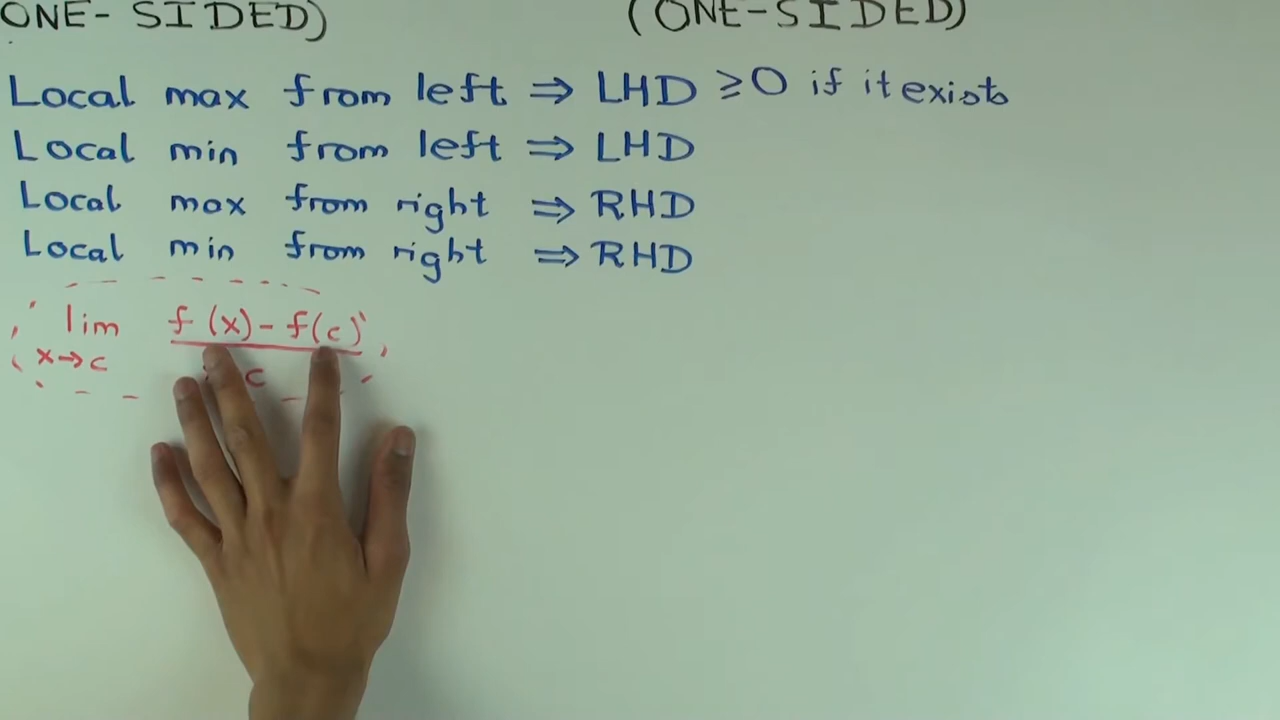 ONE-SIDED) (ONE-SIDED)
Local max from left ⇒ LHD ≥0 if it exists
Local min from left ⇒ LHD
Local max from right ⇒ RHD
Local min from right ⇒ RHD
lim f(x)-f(c)
x→c c